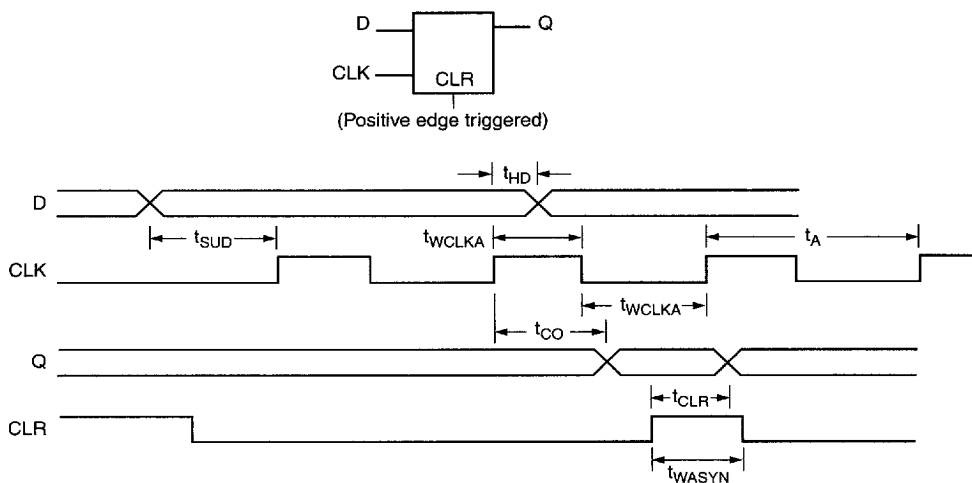 D
Q
CLK
CLR
(Positive edge triggered)
tHD
D
tSUD
tWCLKA
tA
CLK
tWCLKA
tCO
Q
tCLR
CLR
tWASYN